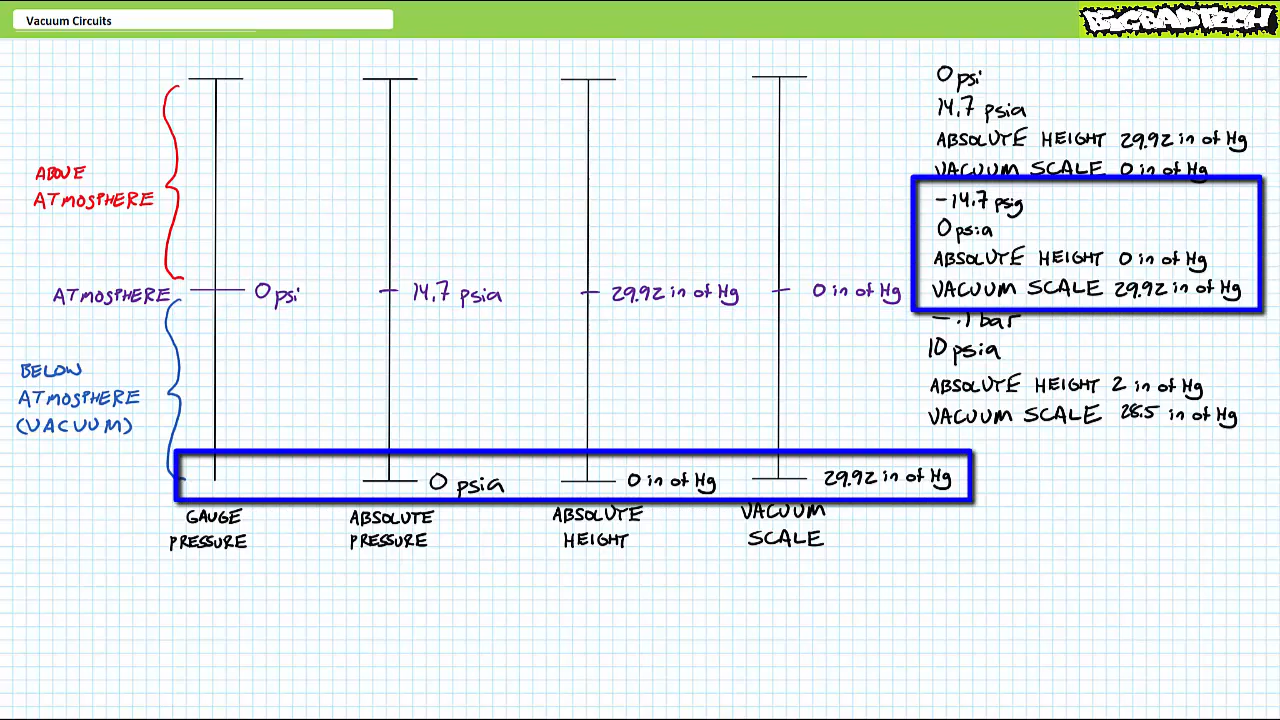 Vacuum Circuits
BIGBADTECH
0 psi
14.7 psia
ABSOLUTE HEIGHT 29.92 in of Hg
VACUUM SCALE 0 in of Hg
-14.7 psig
0 psia
ABSOLUTE HEIGHT 0 in of Hg
VACUUM SCALE 29.92 in of Hg
-.1 bar
10 psia
ABSOLUTE HEIGHT 2 in of Hg
VACUUM SCALE 28.5 in of Hg
ABOVE
ATMOSPHERE
ATMOSPHERE 0 psi 14.7 psia 29.92 in of Hg 0 in of Hg
BELOW
ATMOSPHERE
(VACUUM)
0 psia 0 in of Hg 29.92 in of Hg
GAUGE
PRESSURE
ABSOLUTE
PRESSURE
ABSOLUTE
HEIGHT
VACUUM
SCALE